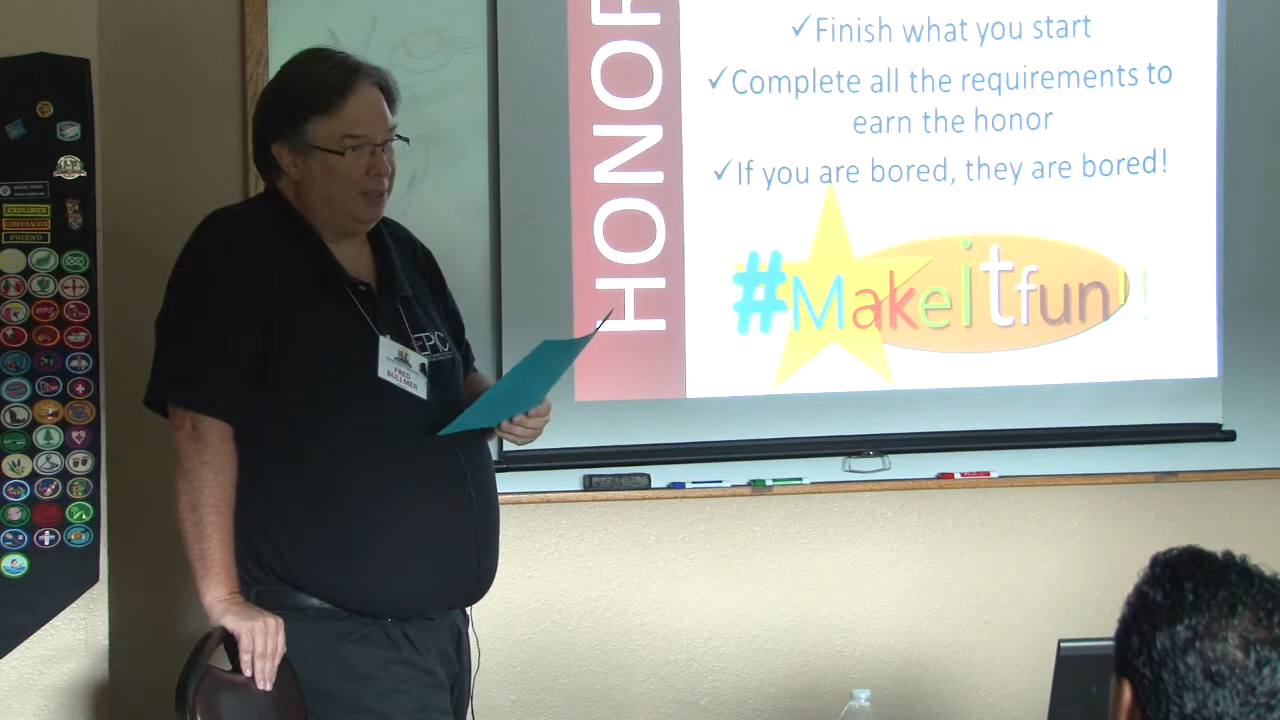 HONOR
✓Finish what you start
✓Complete all the requirements to
earn the honor
✓If you are bored, they are bored!
#MakeitfUn!!!
EXPLORER
COMPANION
FRIEND
EPIC
FRED
BULLMER